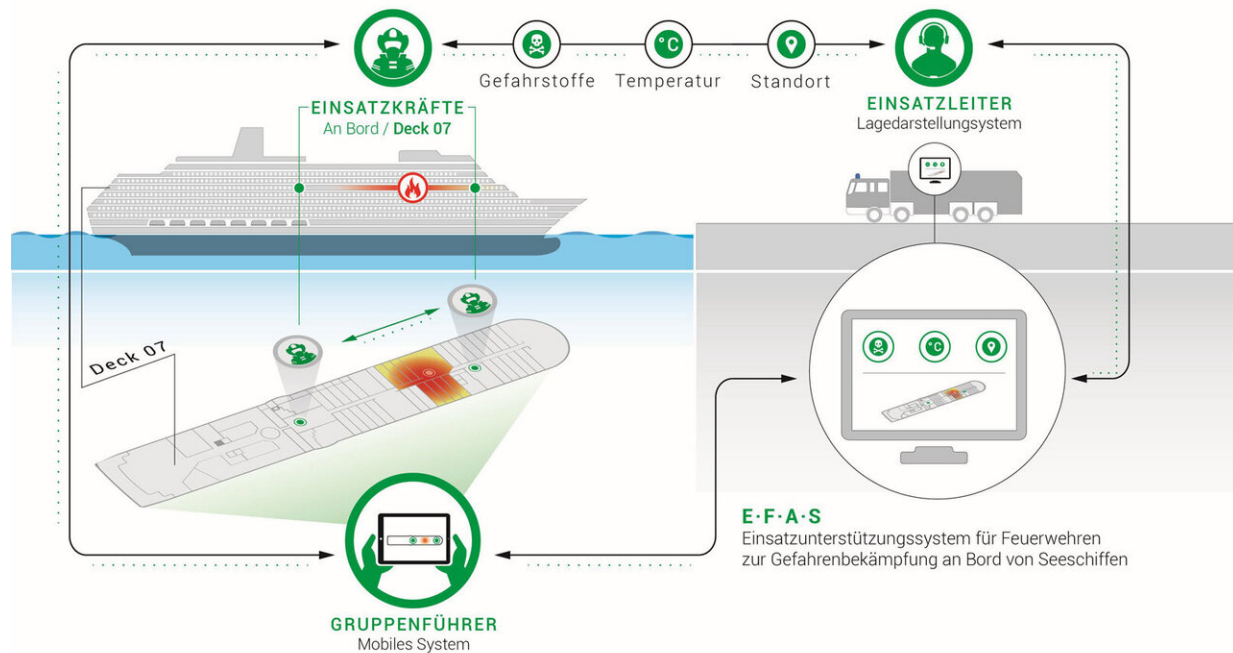 Gefahrstoffe
Temperatur
Standort
°C
EINSATZKRÄFTE
An Bord / Deck 07
EINSATZLEITER
Lagedarstellungsystem
Deck 07
°C
E·F·A·S
Einsatzunterstützungssystem für Feuerwehren
zur Gefahrenbekämpfung an Bord von Seeschiffen
GRUPPENFÜHRER
Mobiles System